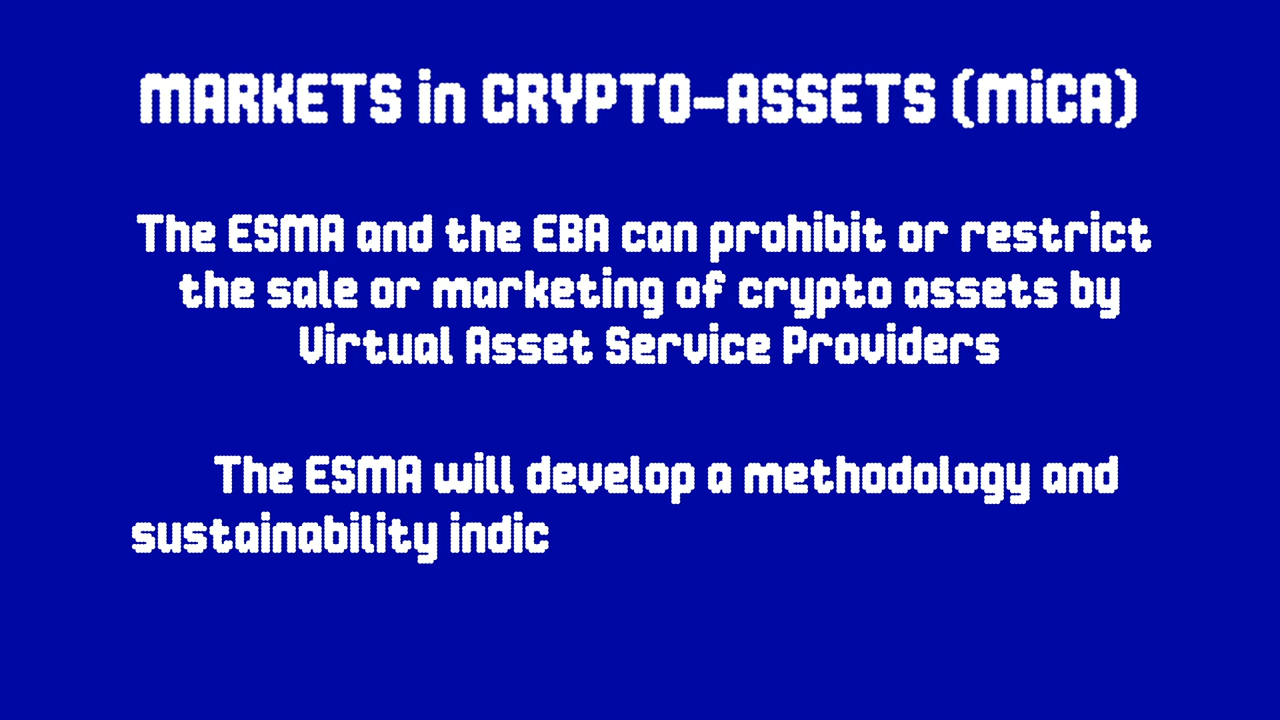 MARKETS in CRYPTO-ASSETS (MiCA)
The ESMA and the EBA can prohibit or restrict
the sale or marketing of crypto assets by
Virtual Asset Service Providers
The ESMA will develop a methodology and
sustainability indic